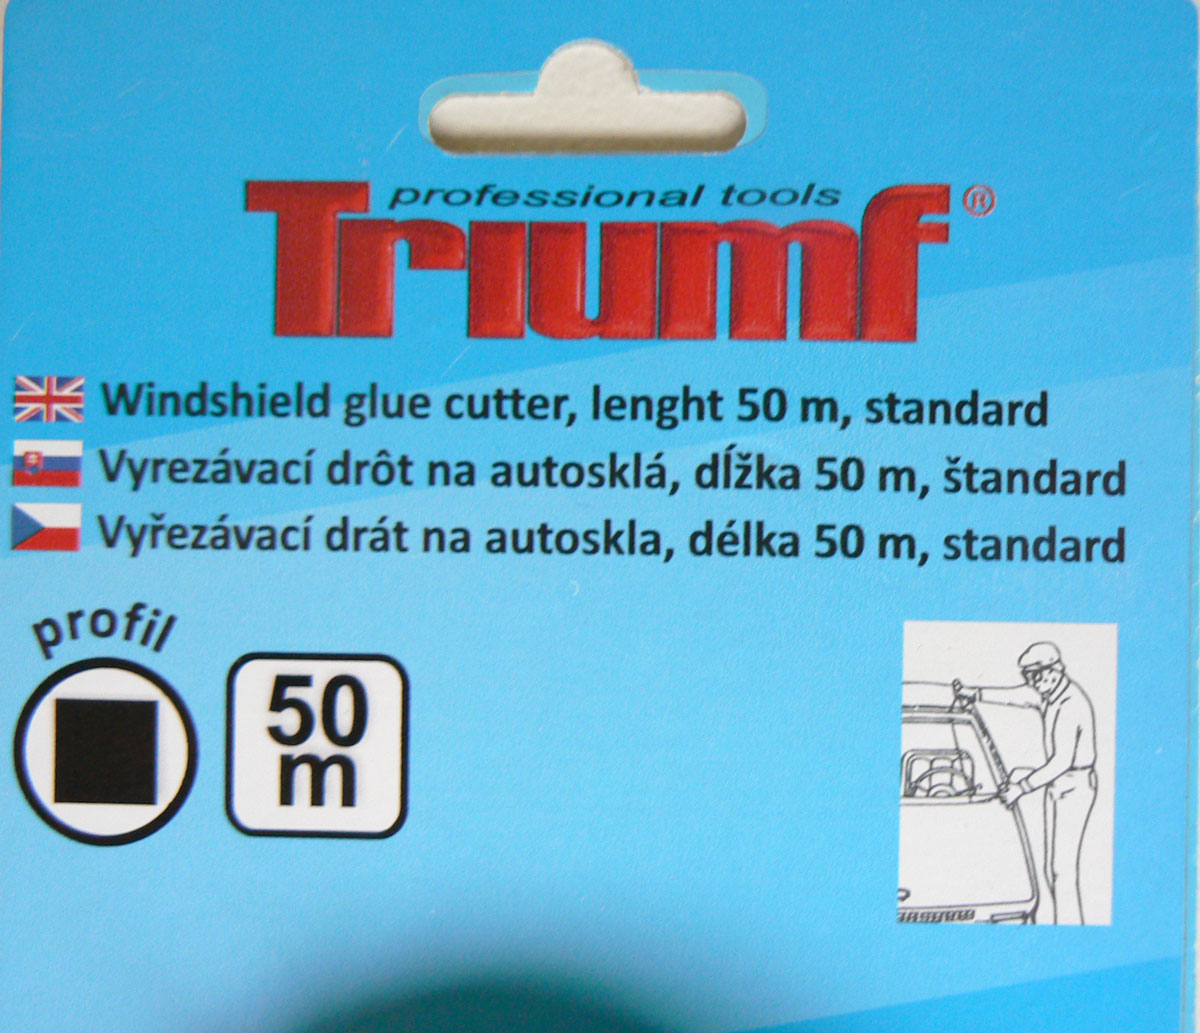 professional tools
Triumf®
Windshield glue cutter, lenght 50 m, standard
Vyrezávací drôt na autosklá, dĺžka 50 m, štandard
Vyřezávací drát na autoskla, délka 50 m, standard
profil
50
m